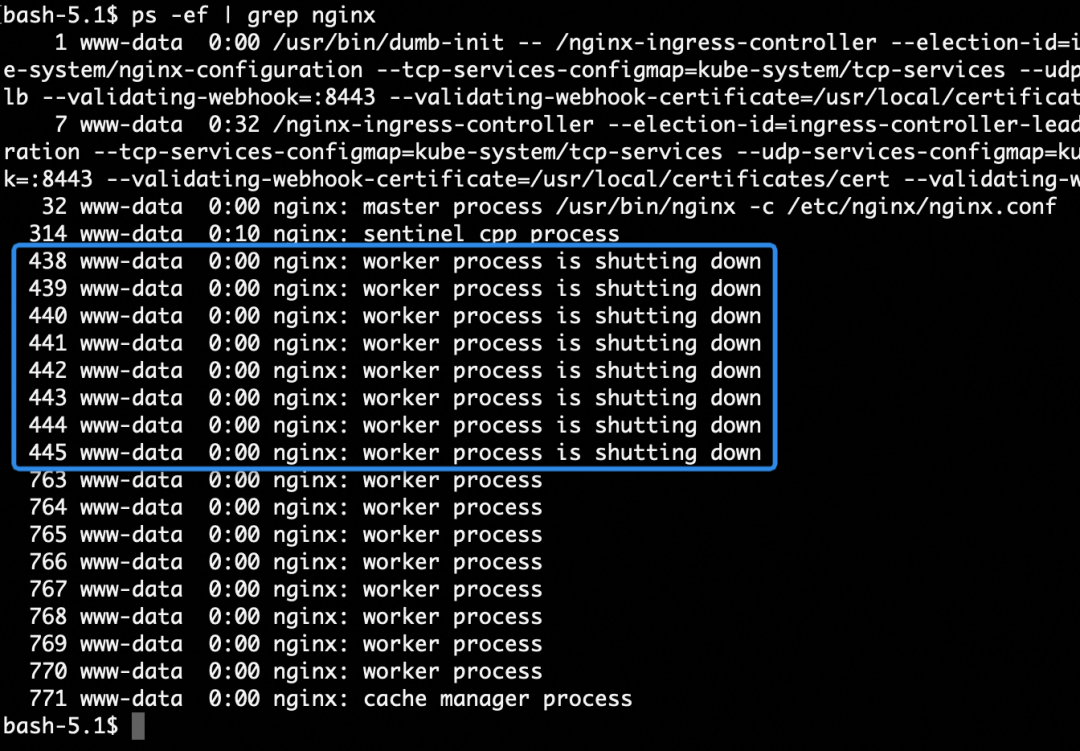 bash-5.1$ ps -ef | grep nginx
1 www-data 0:00 /usr/bin/dumb-init -- /nginx-ingress-controller --election-id=i
e-system/nginx-configuration --tcp-services-configmap=kube-system/tcp-services --udp
lb --validating-webhook=:8443 --validating-webhook-certificate=/usr/local/certificat
7 www-data 0:32 /nginx-ingress-controller --election-id=ingress-controller-lead
ration --tcp-services-configmap=kube-system/tcp-services --udp-services-configmap=ku
k=:8443 --validating-webhook-certificate=/usr/local/certificates/cert --validating-w
32 www-data 0:00 nginx: master process /usr/bin/nginx -c /etc/nginx/nginx.conf
314 www-data 0:10 nginx: sentinel cpp process
438 www-data 0:00 nginx: worker process is shutting down
439 www-data 0:00 nginx: worker process is shutting down
440 www-data 0:00 nginx: worker process is shutting down
441 www-data 0:00 nginx: worker process is shutting down
442 www-data 0:00 nginx: worker process is shutting down
443 www-data 0:00 nginx: worker process is shutting down
444 www-data 0:00 nginx: worker process is shutting down
445 www-data 0:00 nginx: worker process is shutting down
763 www-data 0:00 nginx: worker process
764 www-data 0:00 nginx: worker process
765 www-data 0:00 nginx: worker process
766 www-data 0:00 nginx: worker process
767 www-data 0:00 nginx: worker process
768 www-data 0:00 nginx: worker process
769 www-data 0:00 nginx: worker process
770 www-data 0:00 nginx: worker process
771 www-data 0:00 nginx: cache manager process
bash-5.1$